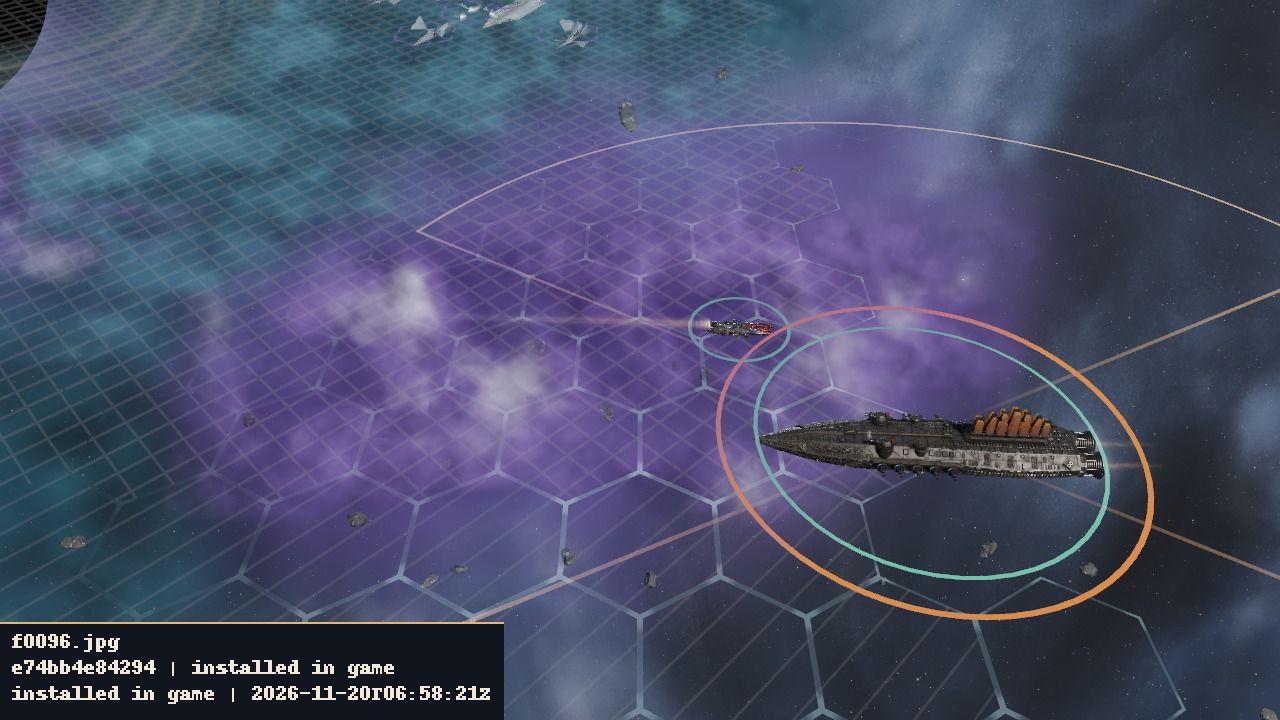 f0096.jpg
e74bb4e84294 | installed in game
installed in game | 2026-11-20T06:58:21Z